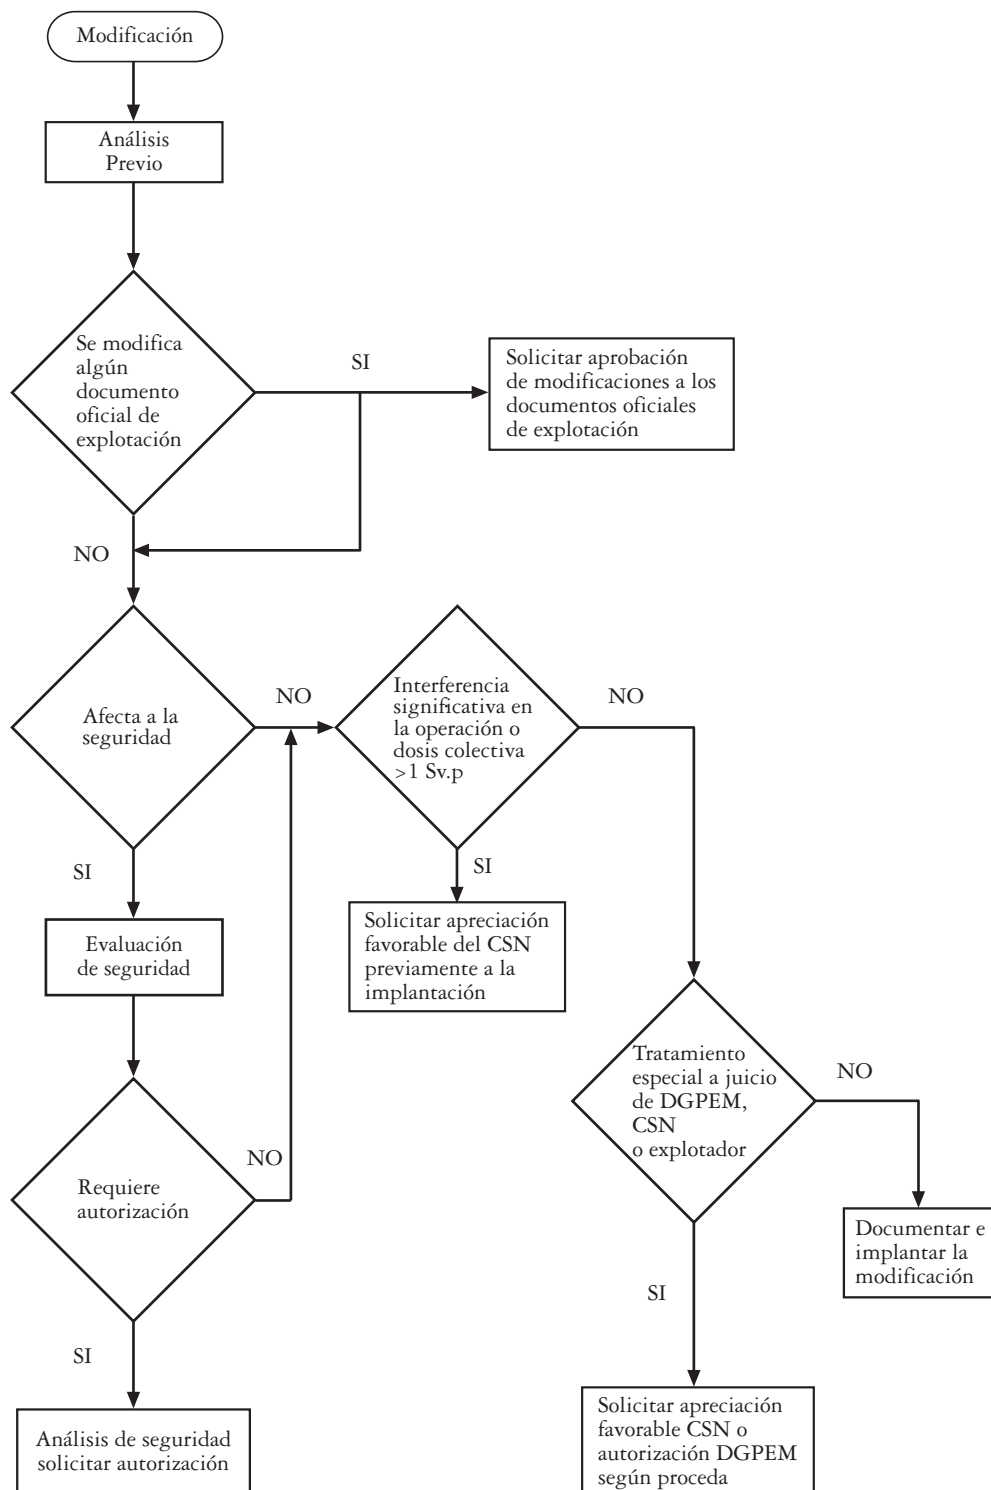 Modificación
Análisis
Previo
Se modifica
algún
documento
oficial de
explotación
SI
Solicitar aprobación
de modificaciones a los
documentos oficiales
de explotación
NO
Afecta a la
seguridad
NO
Interferencia
significativa en
la operación o
dosis colectiva
>1 Sv.p
NO
SI
Evaluación
de seguridad
SI
Solicitar apreciación
favorable del CSN
previamente a la
implantación
Requiere
autorización
NO
Tratamiento
especial a juicio
de DGPEM,
CSN
o explotador
NO
Documentar e
implantar la
modificación
SI
Análisis de seguridad
solicitar autorización
SI
Solicitar apreciación
favorable CSN o
autorización DGPEM
según proceda